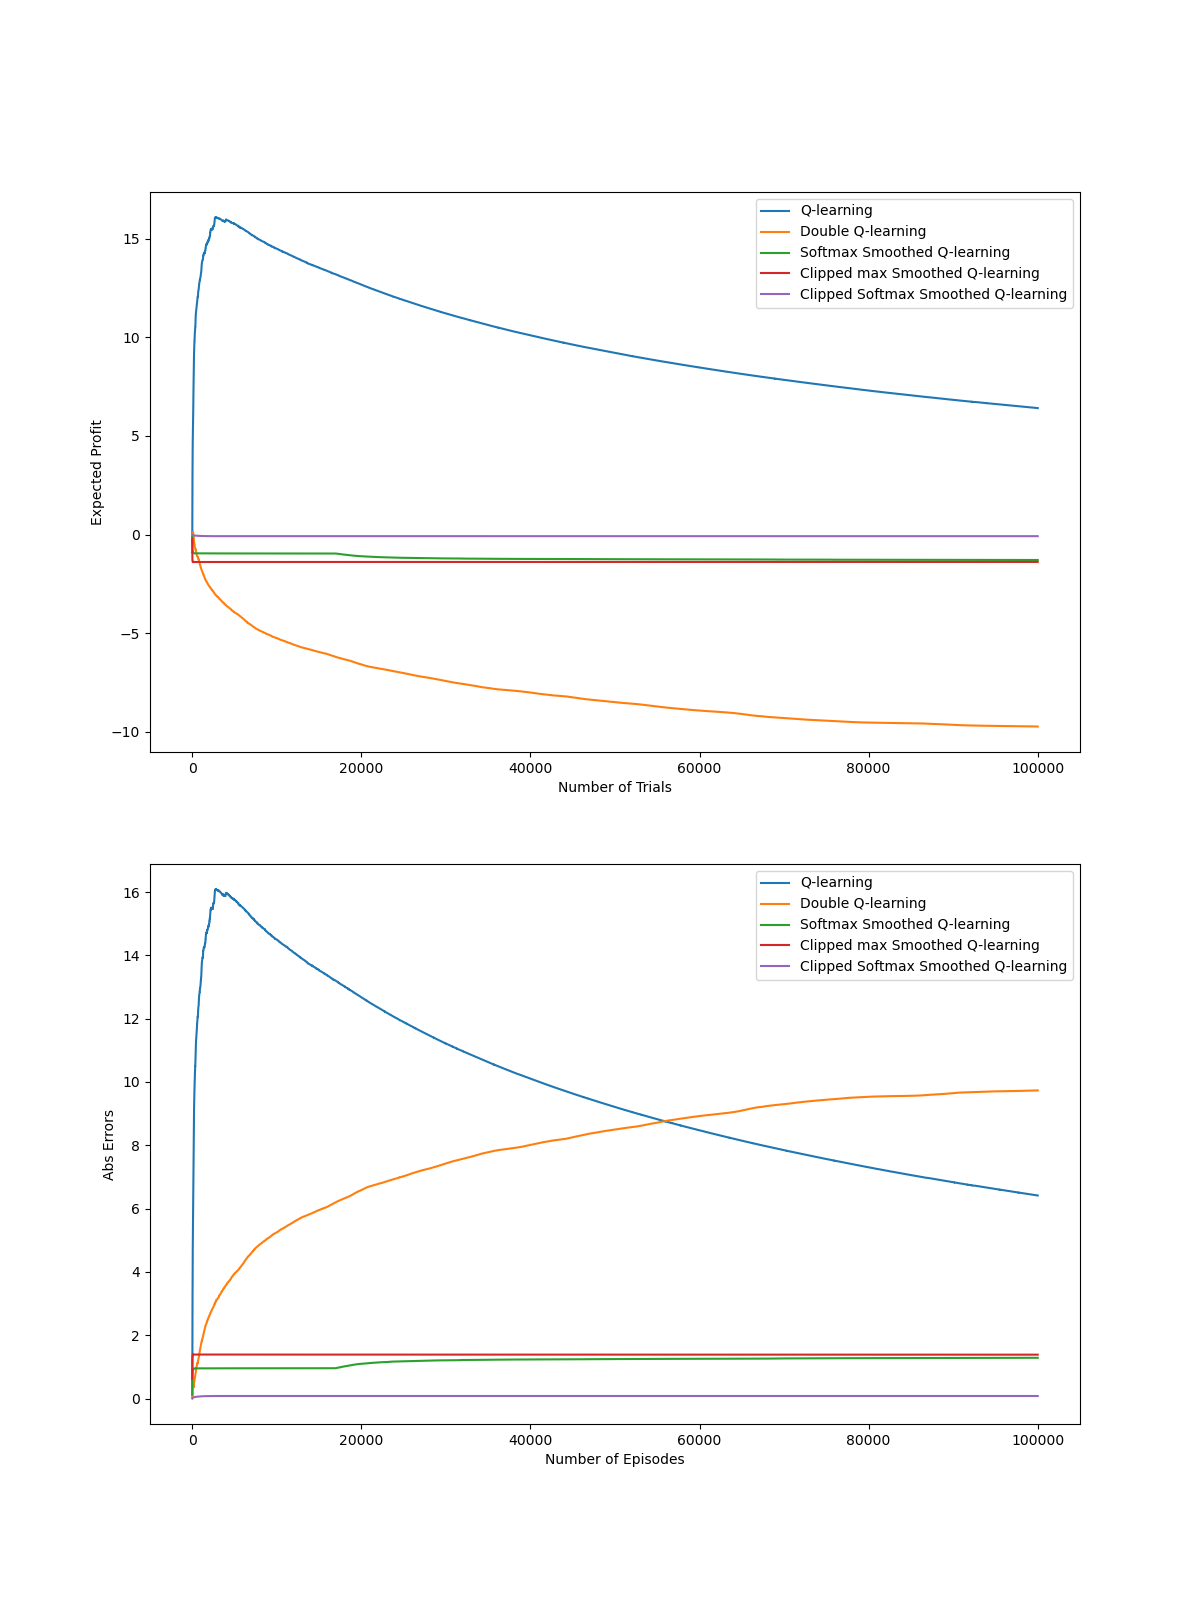 Q-learning
Double Q-learning
Softmax Smoothed Q-learning
Clipped max Smoothed Q-learning
Clipped Softmax Smoothed Q-learning
15
10
5
0
−5
−10
Expected Profit
0 20000 40000 60000 80000 100000
Number of Trials
Q-learning
Double Q-learning
Softmax Smoothed Q-learning
Clipped max Smoothed Q-learning
Clipped Softmax Smoothed Q-learning
16
14
12
10
8
6
4
2
0
Abs Errors
0 20000 40000 60000 80000 100000
Number of Episodes